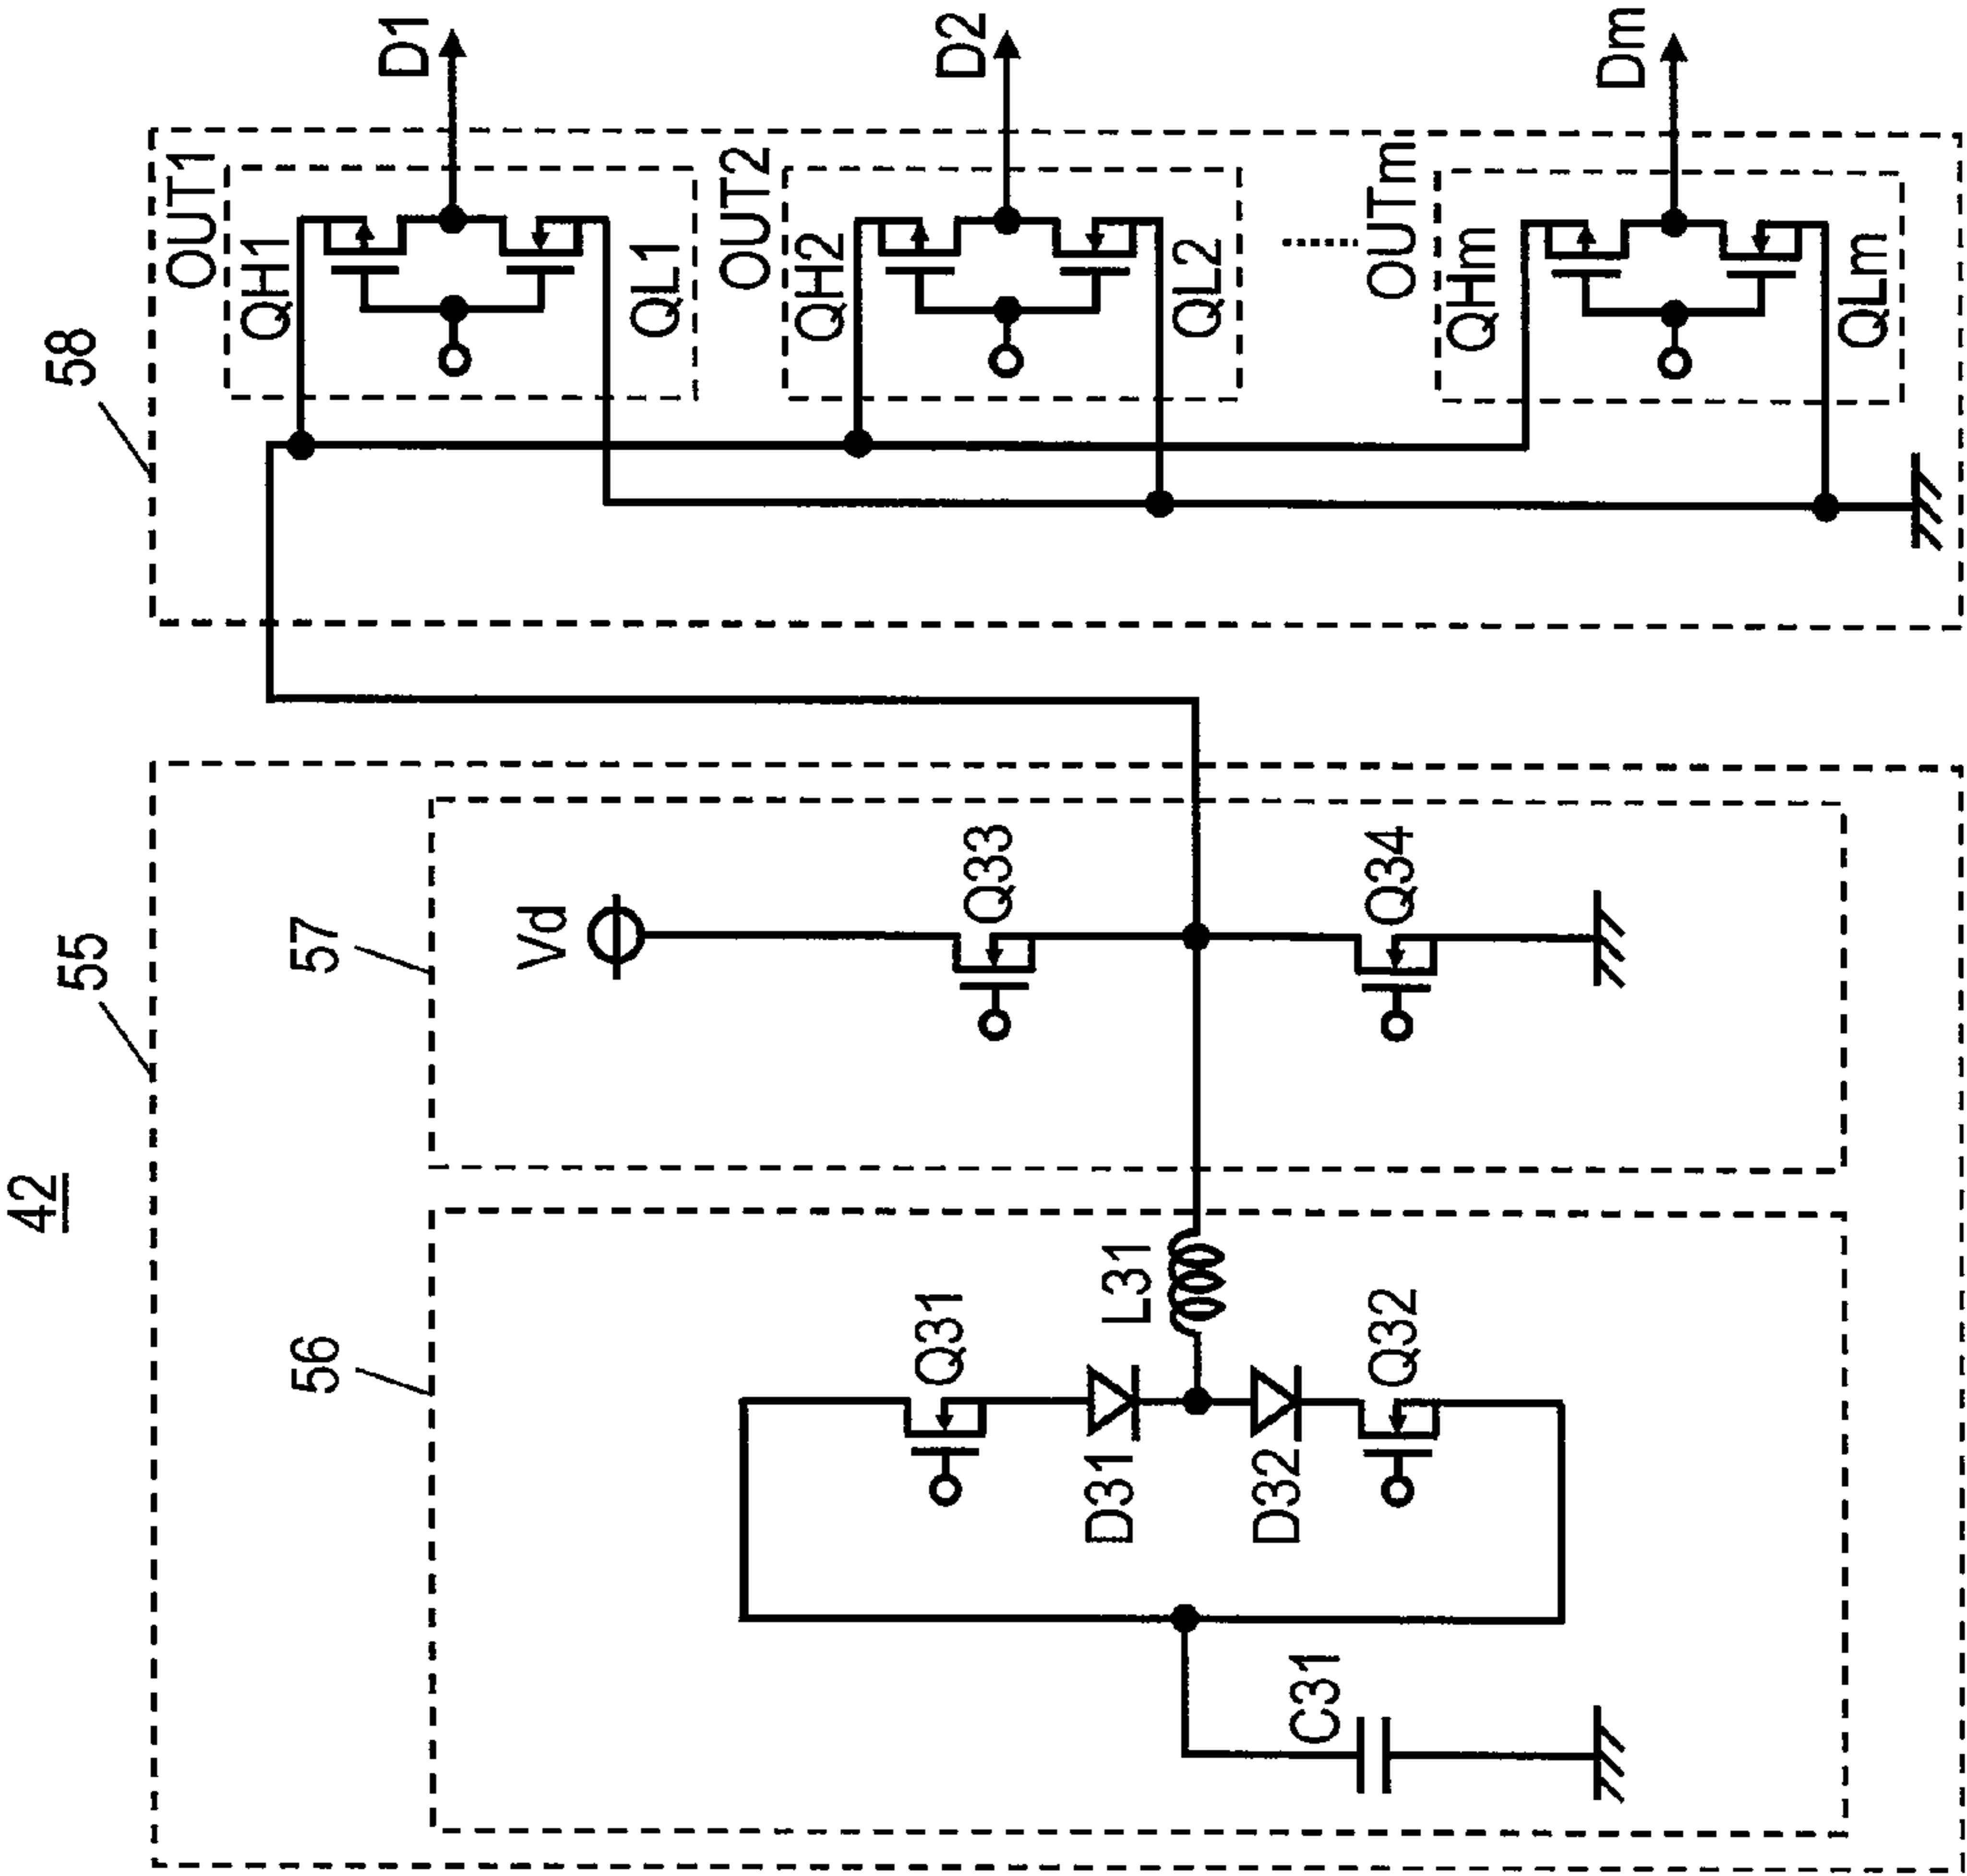 42
55
58
56
57
Vd
Q31
Q33
L31
D31
D32
Q32
Q34
C31
OUT1
QH1
QL1
D1
OUT2
QH2
QL2
D2
OUTm
QHm
QLm
Dm